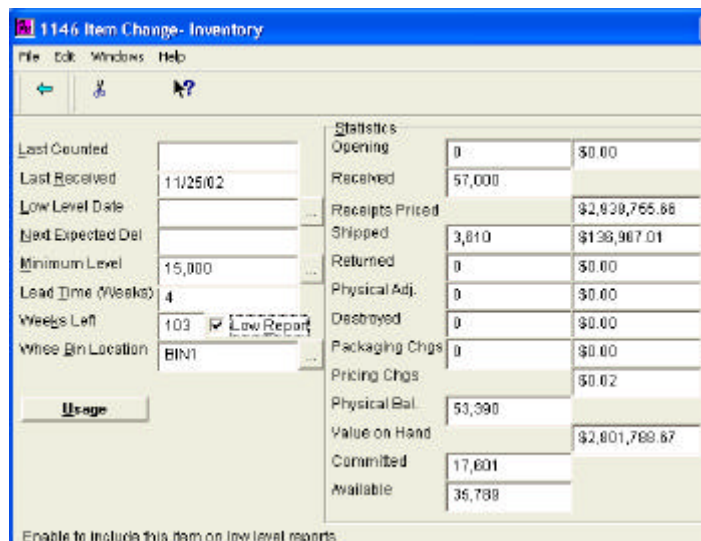 1146 Item Change- Inventory
File Edit Windows Help
Last Counted
Last Received 11/25/02
Low Level Date ...
Next Expected Del
Minimum Level 15,000 ...
Lead Time (Weeks) 4
Weeks Left 103 Low Report
Whse Bin Location BIN1 ...
Usage
Statistics
Opening 0 $0.00
Received 57,000
Receipts Priced $2,938,755.66
Shipped 3,610 $136,967.01
Returned 0 $0.00
Physical Adj. 0 $0.00
Destroyed 0 $0.00
Packaging Chgs 0 $0.00
Pricing Chgs $0.02
Physical Bal. 53,390
Value on Hand $2,801,788.67
Committed 17,601
Available 35,789
Enable to include this item on low level reports